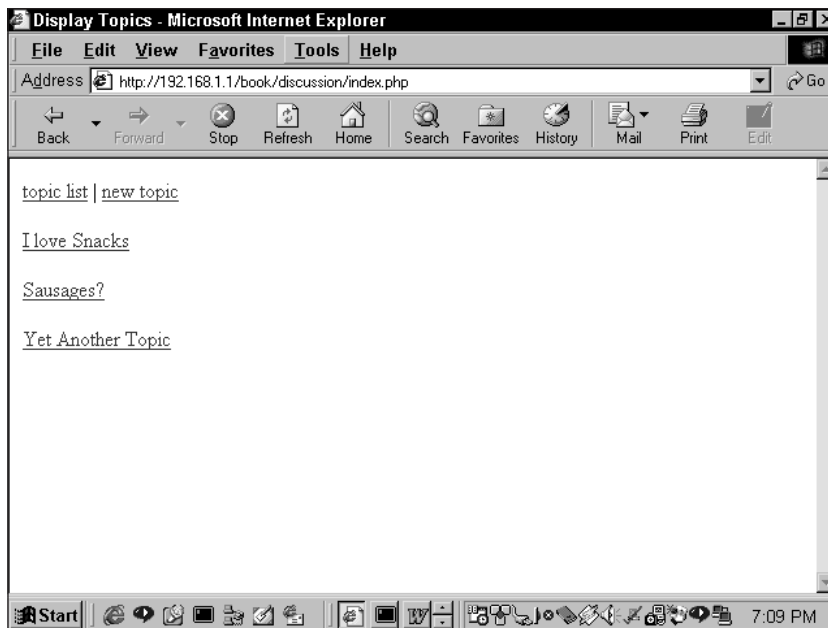 Display Topics - Microsoft Internet Explorer
File Edit View Favorites Tools Help
Address http://192.168.1.1/book/discussion/index.php Go
Back Forward Stop Refresh Home Search Favorites History Mail Print Edit
topic list | new topic
I love Snacks
Sausages?
Yet Another Topic
Start 7:09 PM